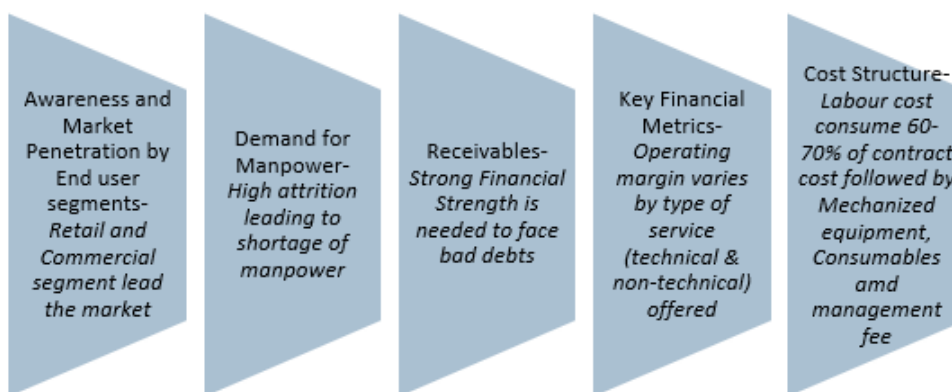 Awareness and
Market
Penetration by
End user
segments-
Retail and
Commercial
segment lead
the market
Demand for
Manpower-
High attrition
leading to
shortage of
manpower
Receivables-
Strong Financial
Strength is
needed to face
bad debts
Key Financial
Metrics-
Operating
margin varies
by type of
service
(technical &
non-technical)
offered
Cost Structure-
Labour cost
consume 60-
70% of contract
cost followed by
Mechanized
equipment,
Consumables
amd
management
fee